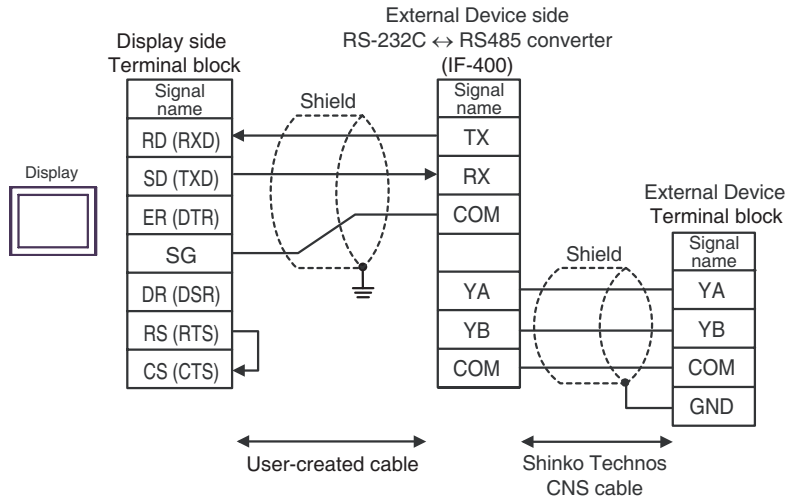 External Device side
RS-232C ↔ RS485 converter
(IF-400)
Display side
Terminal block
Signal
name
RD (RXD)
SD (TXD)
ER (DTR)
SG
DR (DSR)
RS (RTS)
CS (CTS)
Display
Shield
Signal
name
TX
RX
COM
YA
YB
COM
Shield
External Device
Terminal block
Signal
name
YA
YB
COM
GND
User-created cable
Shinko Technos
CNS cable